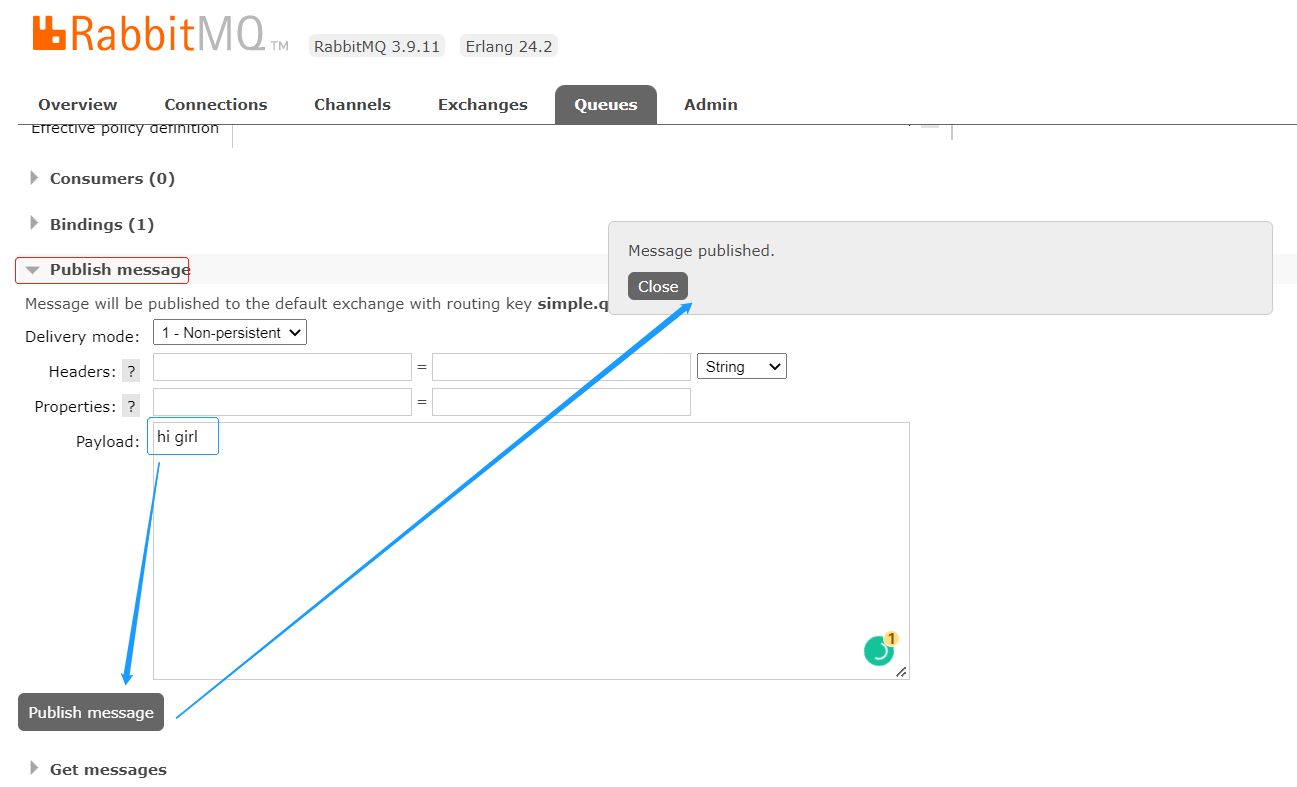 RabbitMQ TM RabbitMQ 3.9.11 Erlang 24.2
Overview Connections Channels Exchanges Queues Admin
Effective policy definition
Consumers (0)
Bindings (1)
Message published.
Close
Publish message
Message will be published to the default exchange with routing key simple.q
Delivery mode: 1 - Non-persistent
Headers: ? = String
Properties: ? =
Payload: hi girl
1
Publish message
Get messages